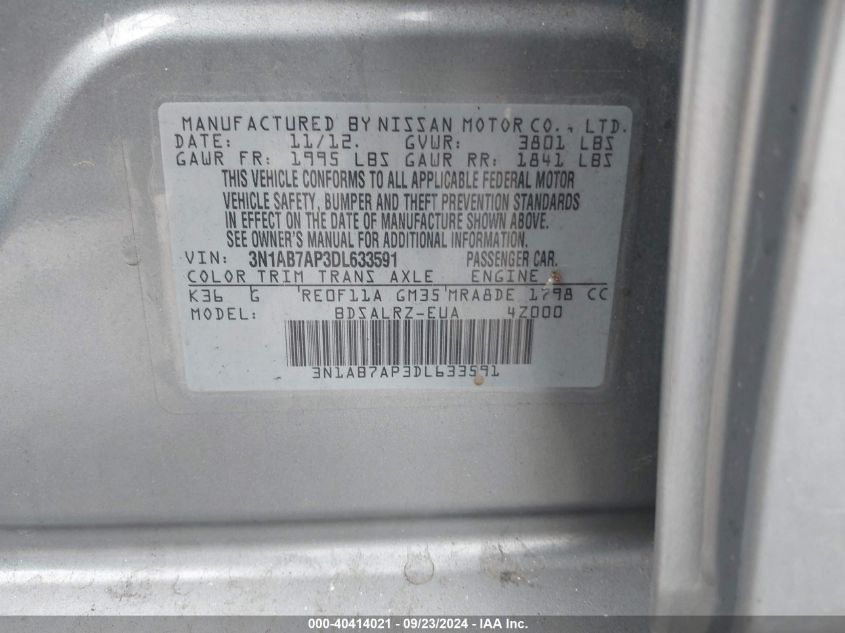 MANUFACTURED BY NISSAN MOTOR CO., LTD.
DATE: 11/12. GVWR: 3801 LBS
GAWR FR: 1995 LBS GAWR RR: 1841 LBS
THIS VEHICLE CONFORMS TO ALL APPLICABLE FEDERAL MOTOR
VEHICLE SAFETY, BUMPER AND THEFT PREVENTION STANDARDS
IN EFFECT ON THE DATE OF MANUFACTURE SHOWN ABOVE.
SEE OWNER'S MANUAL FOR ADDITIONAL INFORMATION.
VIN: 3N1AB7AP3DL633591 PASSENGER CAR.
COLOR TRIM TRANS AXLE ENGINE
K36 G RE0F11A GM35 MRA8DE 1798 CC
MODEL: BDSALRZ-EUA 4Z000
3N1AB7AP3DL633591
000-40414021 - 09/23/2024 - IAA Inc.